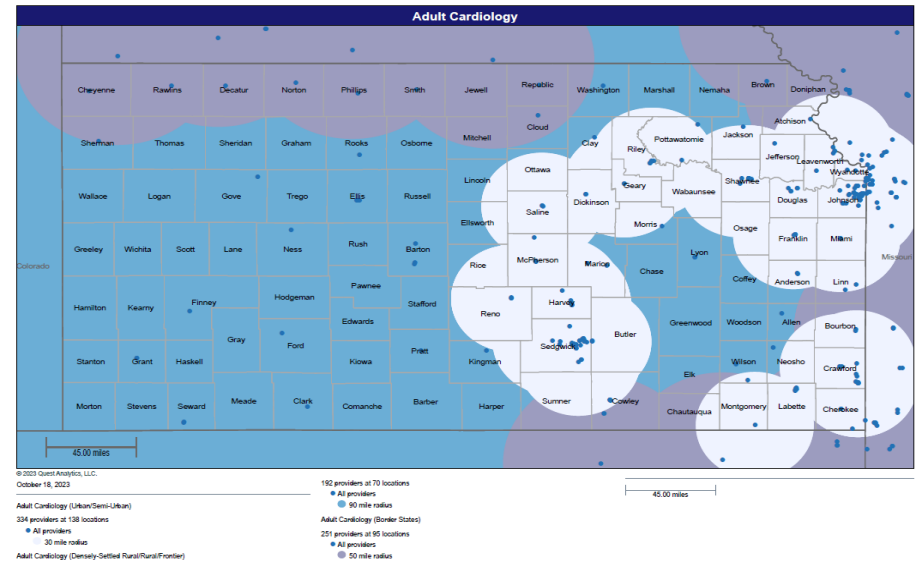 Adult Cardiology
Cheyenne Rawlins Decatur Norton Phillips Smith Jewell Republic Washington Marshall Nemaha Brown Doniphan
Atchison
Sherman Thomas Sheridan Graham Rooks Osborne Mitchell Cloud Clay Riley Pottawatomie Jackson
Jefferson Leavenworth
Wyandotte
Ottawa Lincoln
Wallace Logan Gove Trego Ellis Russell Saline Dickinson Geary Wabaunsee Shawnee Douglas Johnson
Ellsworth Morris Osage
Greeley Wichita Scott Lane Ness Rush Barton Rice McPherson Marion Chase Lyon Franklin Miami
Colorado
Missouri
Coffey Anderson Linn
Hamilton Kearny Finney Hodgeman Pawnee Stafford Reno Harvey
Edwards Butler Greenwood Woodson Allen Bourbon
Gray Ford
Stanton Grant Haskell Kiowa Pratt Kingman Sedgwick Elk Wilson Neosho Crawford
Morton Stevens Seward Meade Clark Comanche Barber Harper Sumner Cowley Chautauqua Montgomery Labette Cherokee
45.00 miles
© 2023 Quest Analytics, LLC.
October 18, 2023
Adult Cardiology (Urban/Semi-Urban)
334 providers at 138 locations
All providers
30 mile radius
Adult Cardiology (Densely-Settled Rural/Rural/Frontier)
192 providers at 70 locations
All providers
90 mile radius
Adult Cardiology (Border States)
251 providers at 95 locations
All providers
50 mile radius
45.00 miles